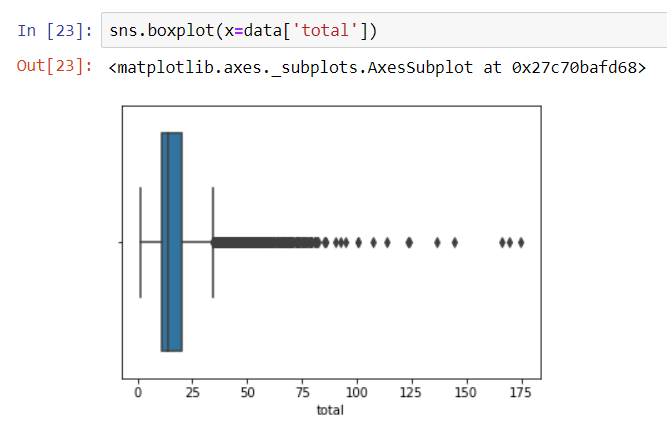 In [23]: sns.boxplot(x=data['total'])
Out[23]: <matplotlib.axes._subplots.AxesSubplot at 0x27c70bafd68>
0 25 50 75 100 125 150 175
total